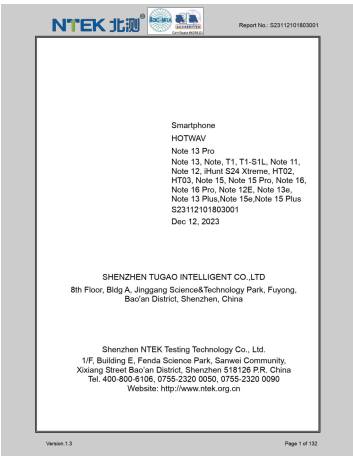 NTEK 北测®
ACCREDITED
Report No.: S23112101803001
Smartphone
HOTWAV
Note 13 Pro
Note 13, Note, T1, T1-S1L, Note 11,
Note 12, iHunt S24 Xtreme, HT02,
HT03, Note 15, Note 15 Pro, Note 16,
Note 16 Pro, Note 12E, Note 13e,
Note 13 Plus,Note 15e,Note 15 Plus
S23112101803001
Dec 12, 2023
SHENZHEN TUGAO INTELLIGENT CO.,LTD
8th Floor, Bldg A, Jinggang Science&Technology Park, Fuyong,
Bao'an District, Shenzhen, China
Shenzhen NTEK Testing Technology Co., Ltd.
1/F, Building E, Fenda Science Park, Sanwei Community,
Xixiang Street Bao'an District, Shenzhen 518126 P.R. China
Tel. 400-800-6106, 0755-2320 0050, 0755-2320 0090
Website: http://www.ntek.org.cn
Version.1.3
Page 1 of 132